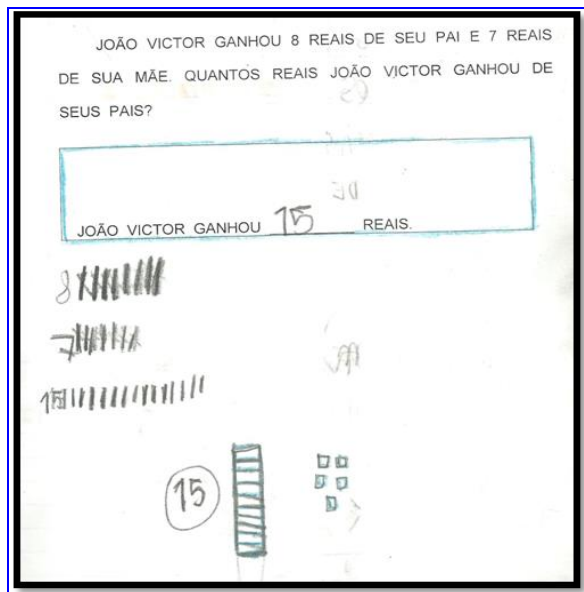 JOÃO VICTOR GANHOU 8 REAIS DE SEU PAI E 7 REAIS
DE SUA MÃE. QUANTOS REAIS JOÃO VICTOR GANHOU DE
SEUS PAIS?
JOÃO VICTOR GANHOU 15 REAIS.
8
7
15
15